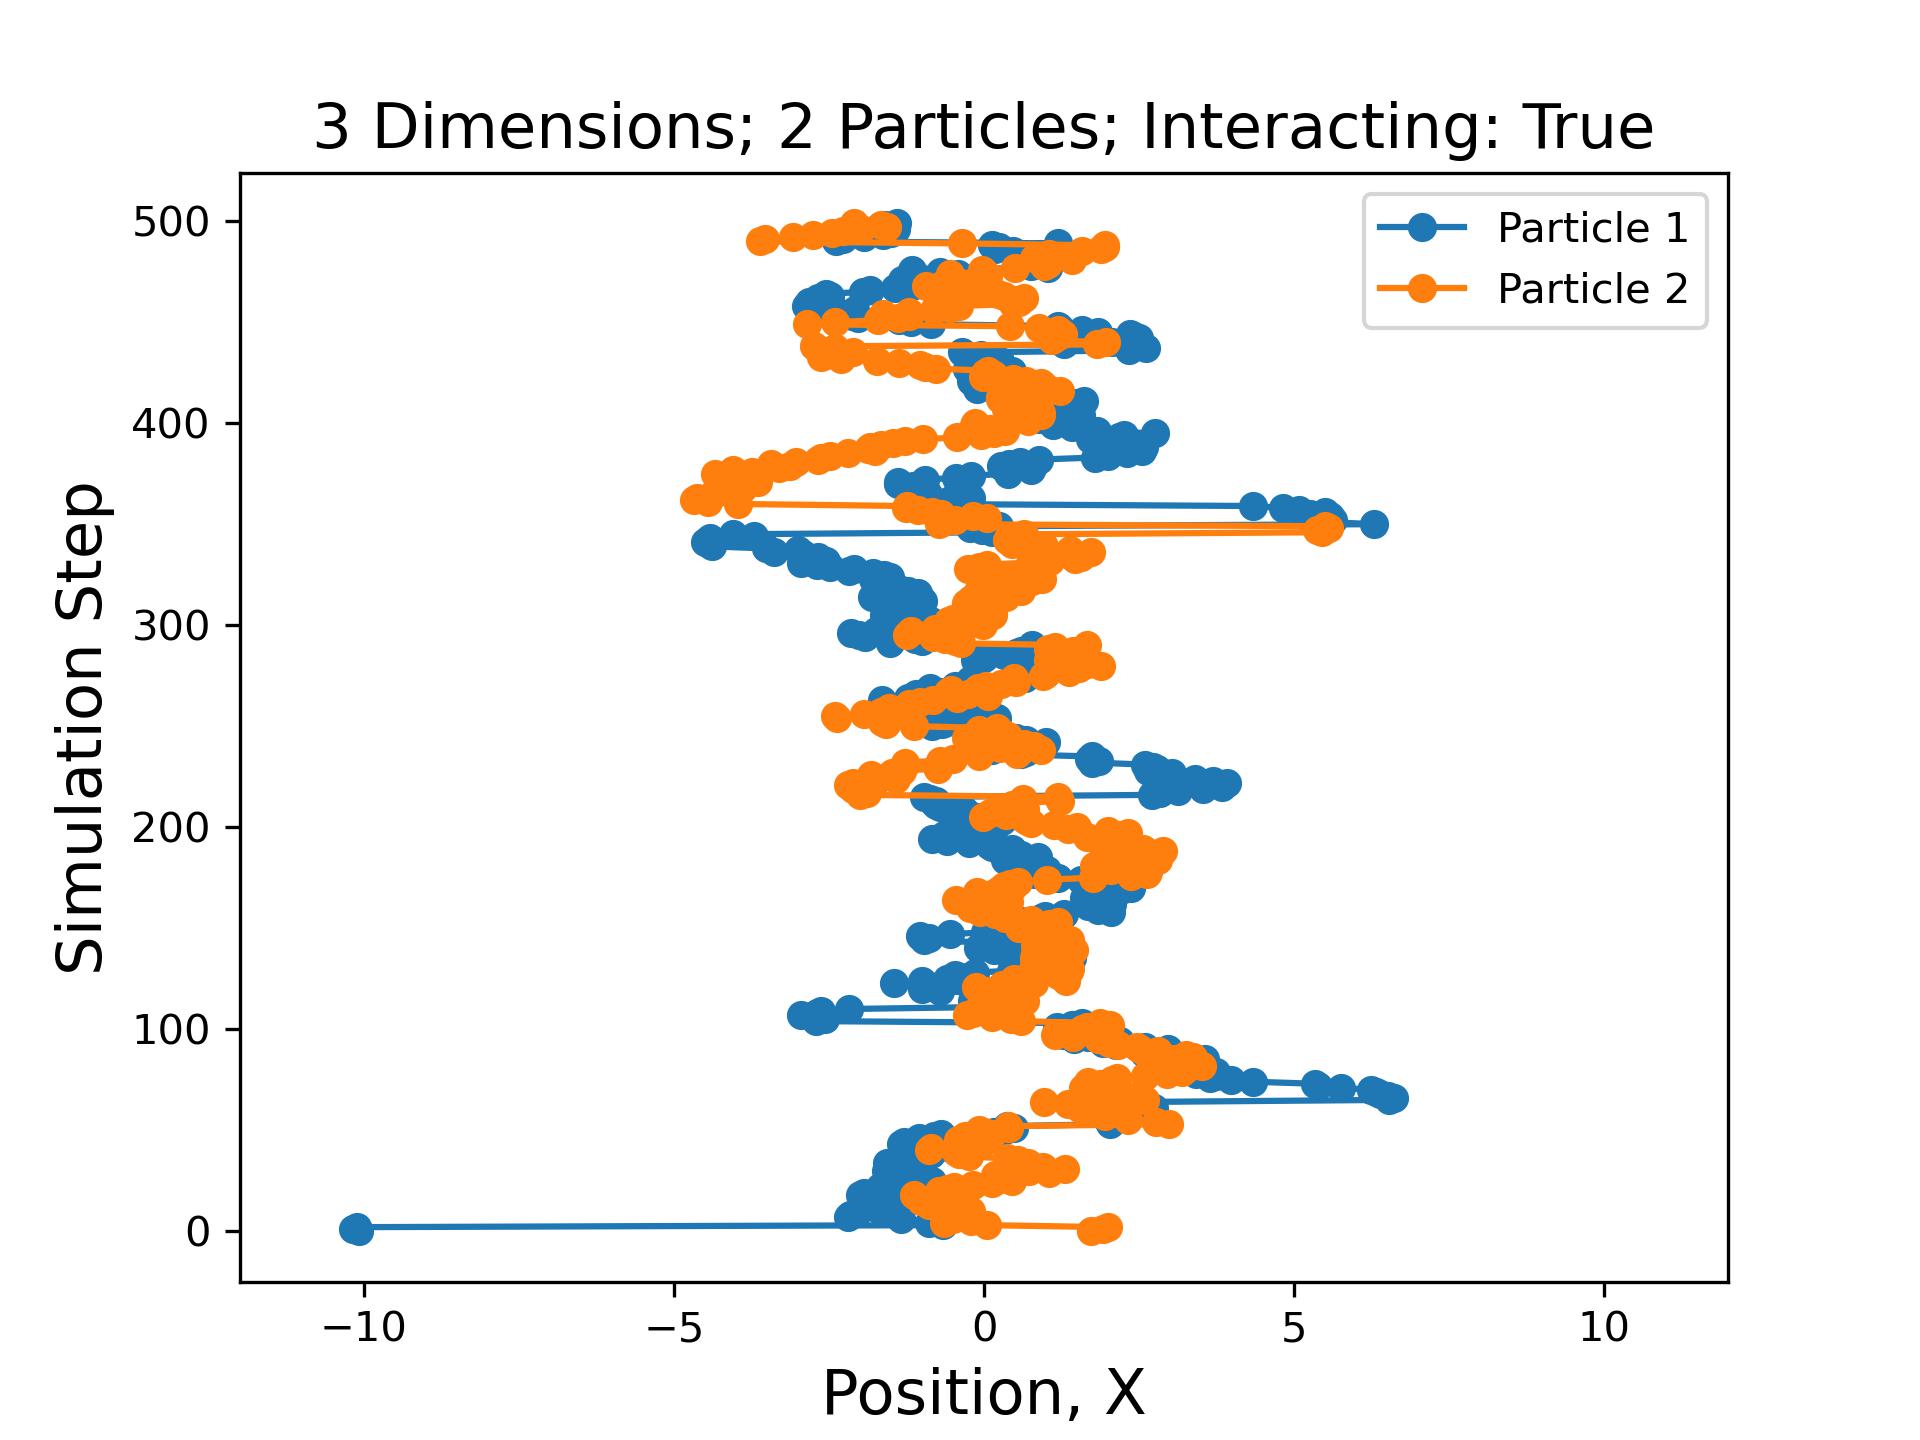 3 Dimensions; 2 Particles; Interacting: True
Particle 1
Particle 2
Simulation Step
500
400
300
200
100
0
−10 −5 0 5 10
Position, X